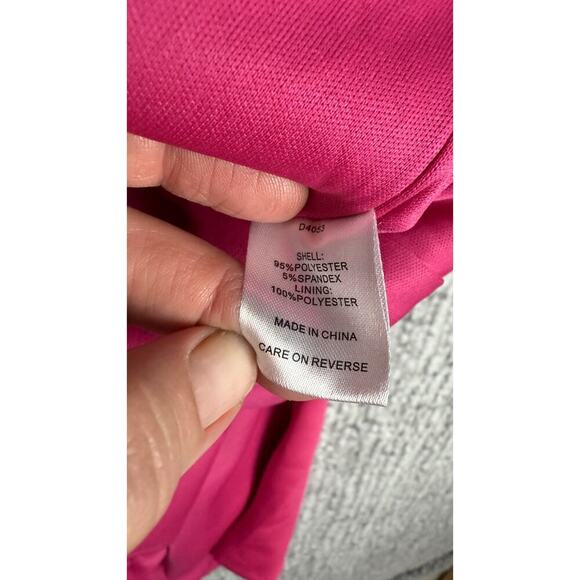 D4053
SHELL:
95%POLYESTER
5%SPANDEX
LINING:
100%POLYESTER
MADE IN CHINA
CARE ON REVERSE